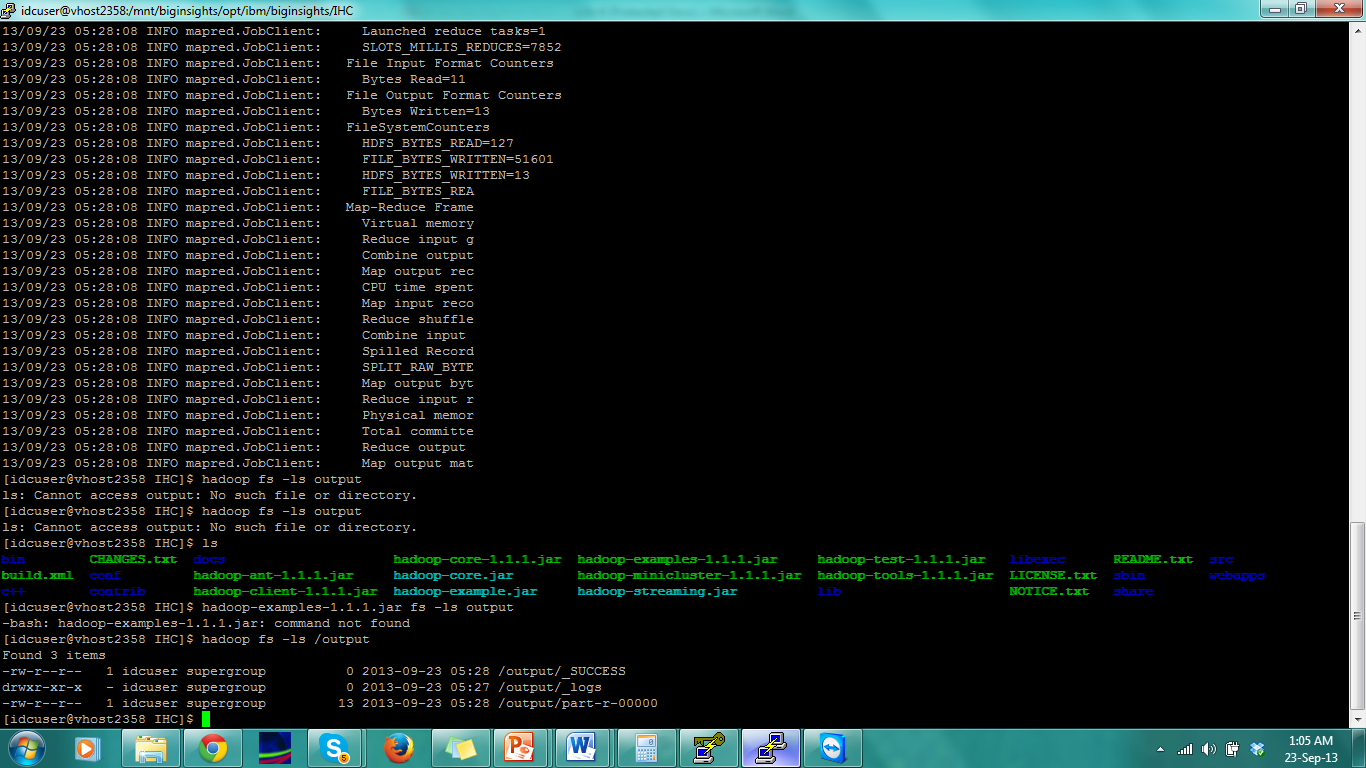 idcuser@vhost2358:/mnt/biginsights/opt/ibm/biginsights/IHC
13/09/23 05:28:08 INFO mapred.JobClient:     Launched reduce tasks=1
13/09/23 05:28:08 INFO mapred.JobClient:     SLOTS_MILLIS_REDUCES=7852
13/09/23 05:28:08 INFO mapred.JobClient:   File Input Format Counters
13/09/23 05:28:08 INFO mapred.JobClient:     Bytes Read=11
13/09/23 05:28:08 INFO mapred.JobClient:   File Output Format Counters
13/09/23 05:28:08 INFO mapred.JobClient:     Bytes Written=13
13/09/23 05:28:08 INFO mapred.JobClient:   FileSystemCounters
13/09/23 05:28:08 INFO mapred.JobClient:     HDFS_BYTES_READ=127
13/09/23 05:28:08 INFO mapred.JobClient:     FILE_BYTES_WRITTEN=51601
13/09/23 05:28:08 INFO mapred.JobClient:     HDFS_BYTES_WRITTEN=13
13/09/23 05:28:08 INFO mapred.JobClient:     FILE_BYTES_REA
13/09/23 05:28:08 INFO mapred.JobClient:   Map-Reduce Frame
13/09/23 05:28:08 INFO mapred.JobClient:     Virtual memory
13/09/23 05:28:08 INFO mapred.JobClient:     Reduce input g
13/09/23 05:28:08 INFO mapred.JobClient:     Combine output
13/09/23 05:28:08 INFO mapred.JobClient:     Map output rec
13/09/23 05:28:08 INFO mapred.JobClient:     CPU time spent
13/09/23 05:28:08 INFO mapred.JobClient:     Map input reco
13/09/23 05:28:08 INFO mapred.JobClient:     Reduce shuffle
13/09/23 05:28:08 INFO mapred.JobClient:     Combine input
13/09/23 05:28:08 INFO mapred.JobClient:     Spilled Record
13/09/23 05:28:08 INFO mapred.JobClient:     SPLIT_RAW_BYTE
13/09/23 05:28:08 INFO mapred.JobClient:     Map output byt
13/09/23 05:28:08 INFO mapred.JobClient:     Reduce input r
13/09/23 05:28:08 INFO mapred.JobClient:     Physical memor
13/09/23 05:28:08 INFO mapred.JobClient:     Total committe
13/09/23 05:28:08 INFO mapred.JobClient:     Reduce output
13/09/23 05:28:08 INFO mapred.JobClient:     Map output mat
[idcuser@vhost2358 IHC]$ hadoop fs -ls output
ls: Cannot access output: No such file or directory.
[idcuser@vhost2358 IHC]$ hadoop fs -ls output
ls: Cannot access output: No such file or directory.
[idcuser@vhost2358 IHC]$ ls
bin CHANGES.txt docs hadoop-core-1.1.1.jar hadoop-examples-1.1.1.jar hadoop-test-1.1.1.jar libexec README.txt src
build.xml conf hadoop-ant-1.1.1.jar hadoop-core.jar hadoop-minicluster-1.1.1.jar hadoop-tools-1.1.1.jar LICENSE.txt sbin webapps
c++ contrib hadoop-client-1.1.1.jar hadoop-example.jar hadoop-streaming.jar lib NOTICE.txt share
[idcuser@vhost2358 IHC]$ hadoop-examples-1.1.1.jar fs -ls output
-bash: hadoop-examples-1.1.1.jar: command not found
[idcuser@vhost2358 IHC]$ hadoop fs -ls /output
Found 3 items
-rw-r--r--   1 idcuser supergroup          0 2013-09-23 05:28 /output/_SUCCESS
drwxr-xr-x   - idcuser supergroup          0 2013-09-23 05:27 /output/_logs
-rw-r--r--   1 idcuser supergroup         13 2013-09-23 05:28 /output/part-r-00000
[idcuser@vhost2358 IHC]$
5
1:05 AM
23-Sep-13